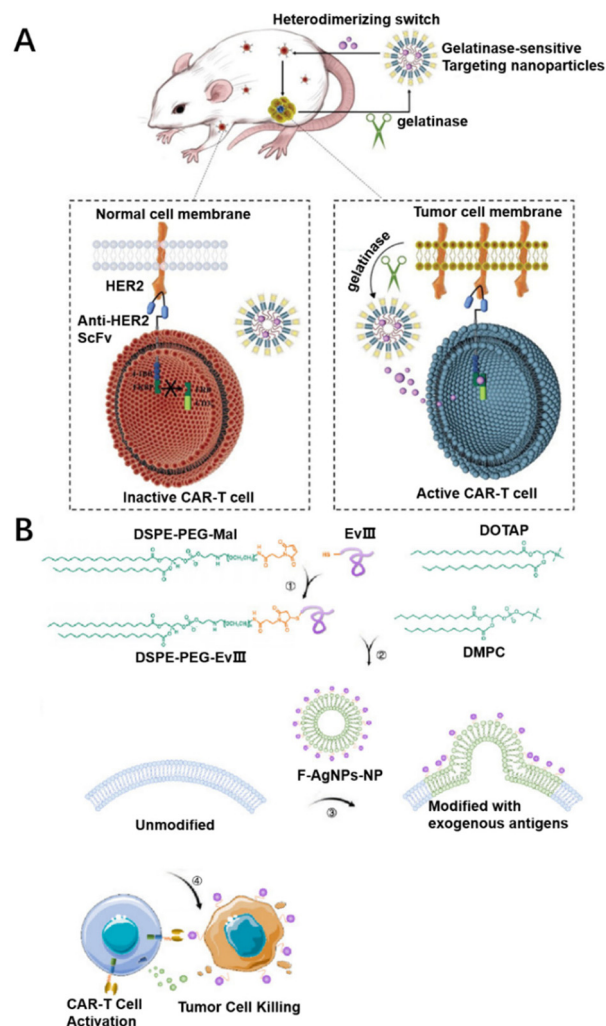 A
Heterodimerizing switch
Gelatinase-sensitive
Targeting nanoparticles
gelatinase
Normal cell membrane
HER2
Anti-HER2
ScFv
Inactive CAR-T cell
Tumor cell membrane
gelatinase
Active CAR-T cell
B
DSPE-PEG-Mal
EvⅢ
DOTAP
①
DSPE-PEG-EvⅢ
②
DMPC
F-AgNPs-NP
Unmodified
③
Modified with
exogenous antigens
④
CAR-T Cell
Activation
Tumor Cell Killing